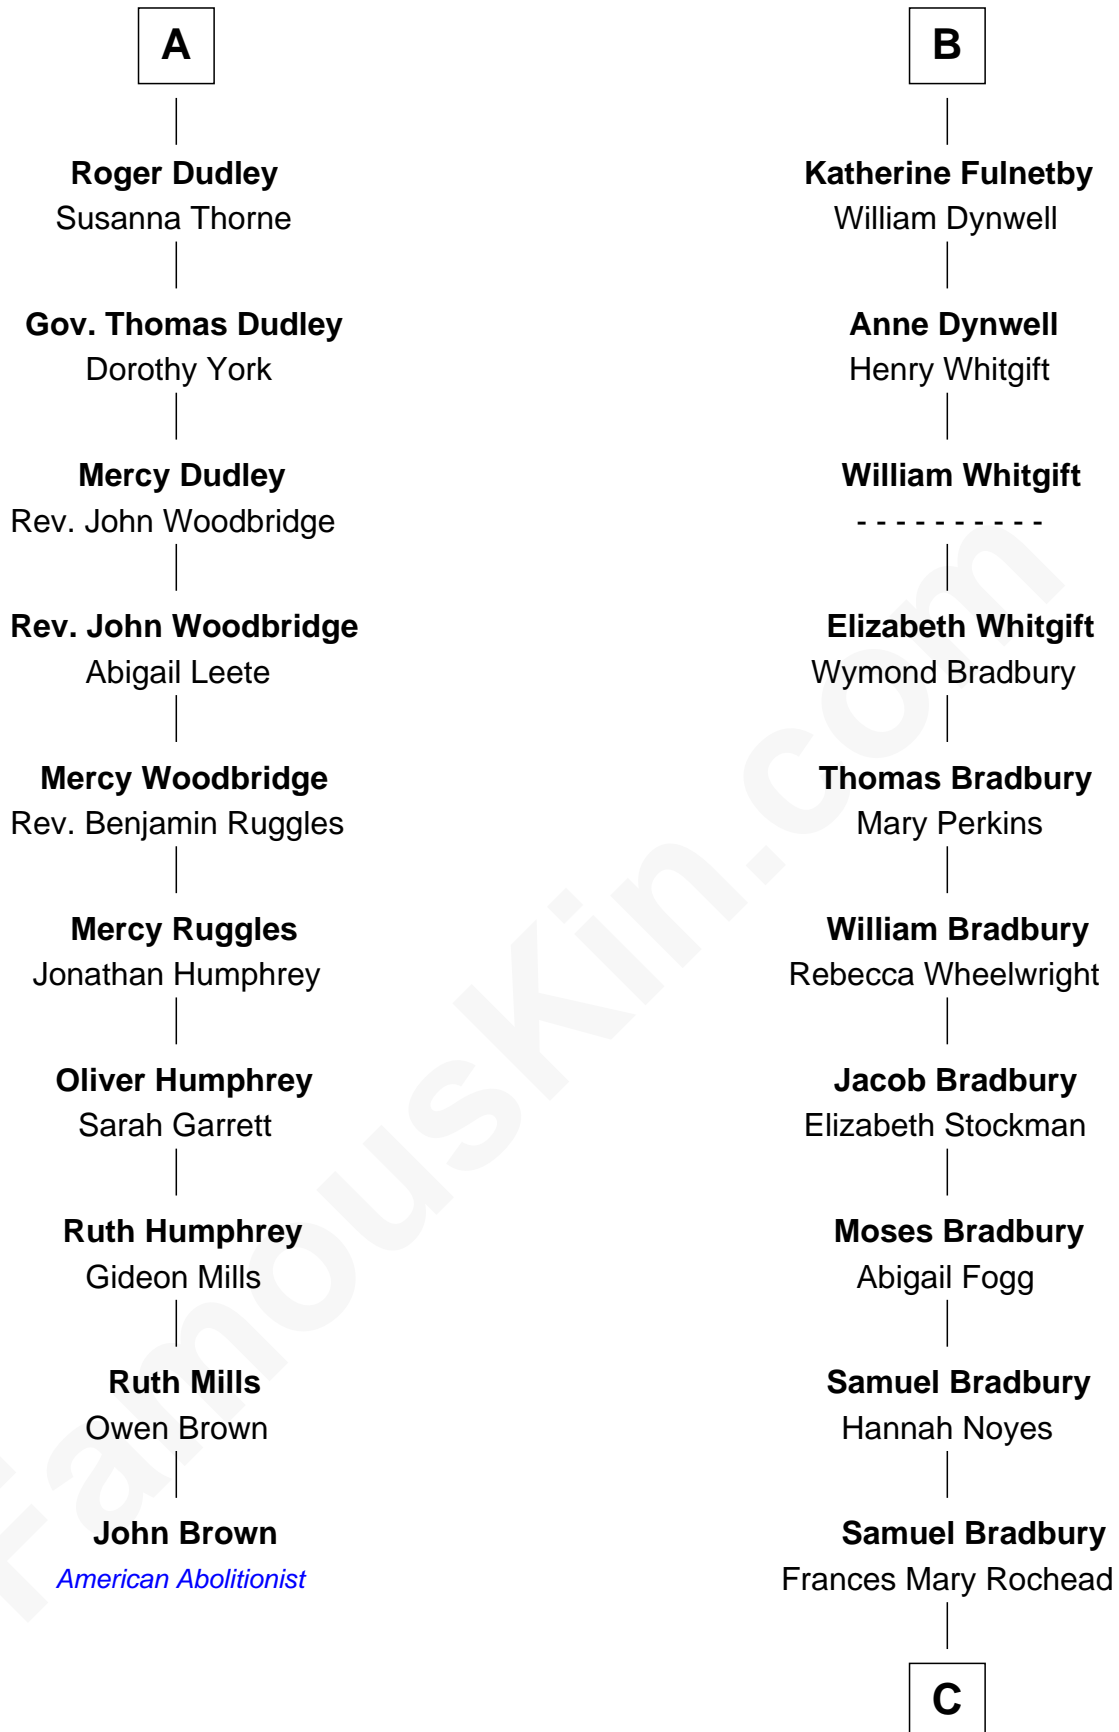 A
Roger Dudley
Susanna Thorne
Gov. Thomas Dudley
Dorothy York
Mercy Dudley
Rev. John Woodbridge
Rev. John Woodbridge
Abigail Leete
Mercy Woodbridge
Rev. Benjamin Ruggles
Mercy Ruggles
Jonathan Humphrey
Oliver Humphrey
Sarah Garrett
Ruth Humphrey
Gideon Mills
Ruth Mills
Owen Brown
John Brown
American Abolitionist
B
Katherine Fulnetby
William Dynwell
Anne Dynwell
Henry Whitgift
William Whitgift
- - - - - - - - - -
Elizabeth Whitgift
Wymond Bradbury
Thomas Bradbury
Mary Perkins
William Bradbury
Rebecca Wheelwright
Jacob Bradbury
Elizabeth Stockman
Moses Bradbury
Abigail Fogg
Samuel Bradbury
Hannah Noyes
Samuel Bradbury
Frances Mary Rochead
C
FamousKin.com